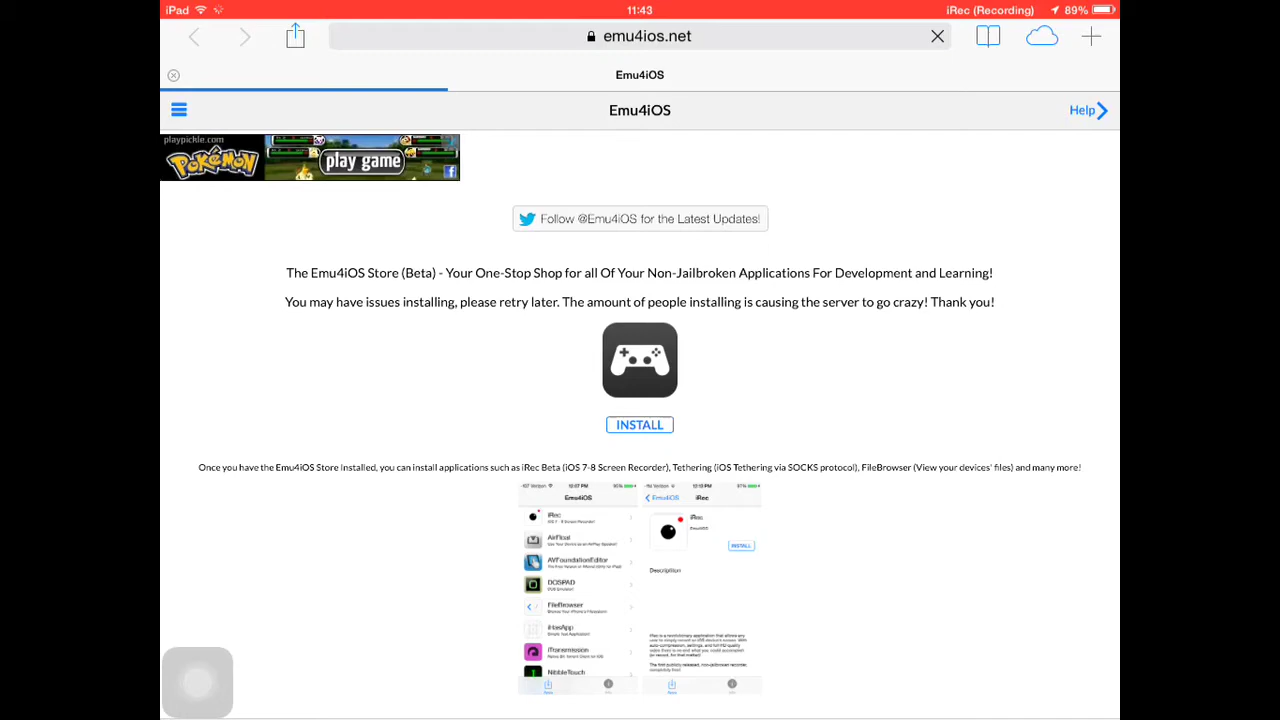 iPad 11:43 iRec (Recording) 89%
emu4ios.net
Emu4iOS
Emu4iOS Help
playpickle.com
Pokémon play game
Follow @Emu4iOS for the Latest Updates!
The Emu4iOS Store (Beta) - Your One-Stop Shop for all Of Your Non-Jailbroken Applications For Development and Learning!
You may have issues installing, please retry later. The amount of people installing is causing the server to go crazy! Thank you!
INSTALL
Once you have the Emu4iOS Store Installed, you can install applications such as iRec Beta (iOS 7-8 Screen Recorder), Tethering (iOS Tethering via SOCKS protocol), FileBrowser (View your devices' files) and many more!
Emu4iOS
iRec
AirFloat
AVFoundationEditor
DOSPAD
FileBrowser
iHasApp
iTransmission
NibbleTouch
Emu4iOS iRec
iRec
INSTALL
Description